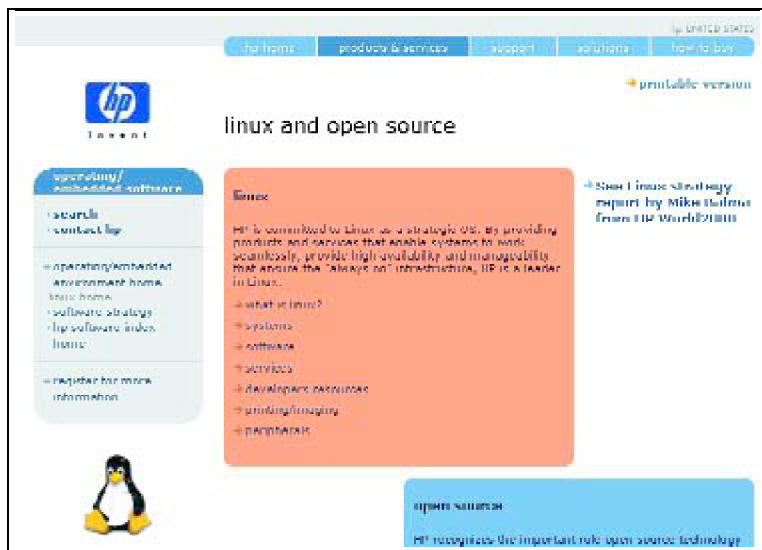 hp UNITED STATES
hp home products & services support solutions how to buy
printable version
hp
invent
linux and open source
operating/
embedded software
search
contact hp
operating/embedded
environment home
linux home
software strategy
hp software index
home
register for more
information
linux
HP is committed to Linux as a strategic OS. By providing
products and services that enable systems to work
seamlessly, provide high availability and manageability
that ensure the "always on" infrastructure, HP is a leader
in Linux.
what is linux?
systems
software
services
developers resources
printing/imaging
peripherals
See Linux strategy
report by Mike Balma
from HP World2000
open source
HP recognizes the important role open source technology